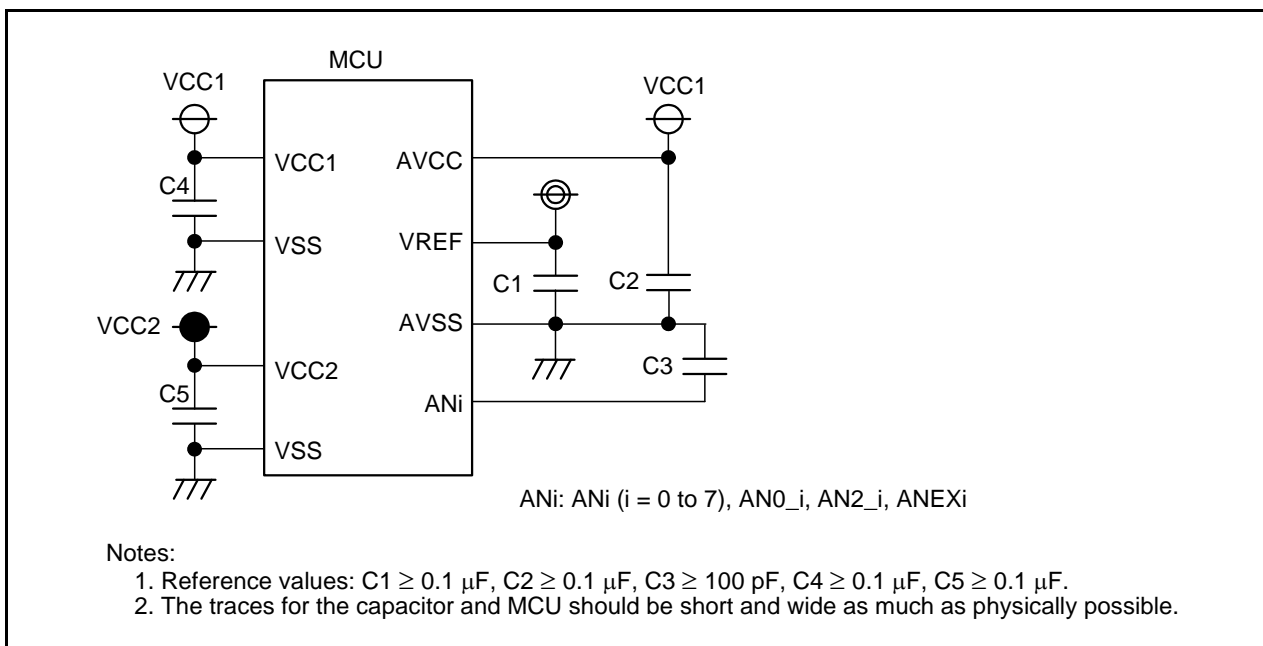 MCU
VCC1
VCC1
VCC1
AVCC
C4
VSS
VREF
C1
C2
VCC2
AVSS
VCC2
C3
C5
ANi
VSS
ANi: ANi (i = 0 to 7), AN0_i, AN2_i, ANEXi
Notes:
1. Reference values: C1 ≥ 0.1 μF, C2 ≥ 0.1 μF, C3 ≥ 100 pF, C4 ≥ 0.1 μF, C5 ≥ 0.1 μF.
2. The traces for the capacitor and MCU should be short and wide as much as physically possible.